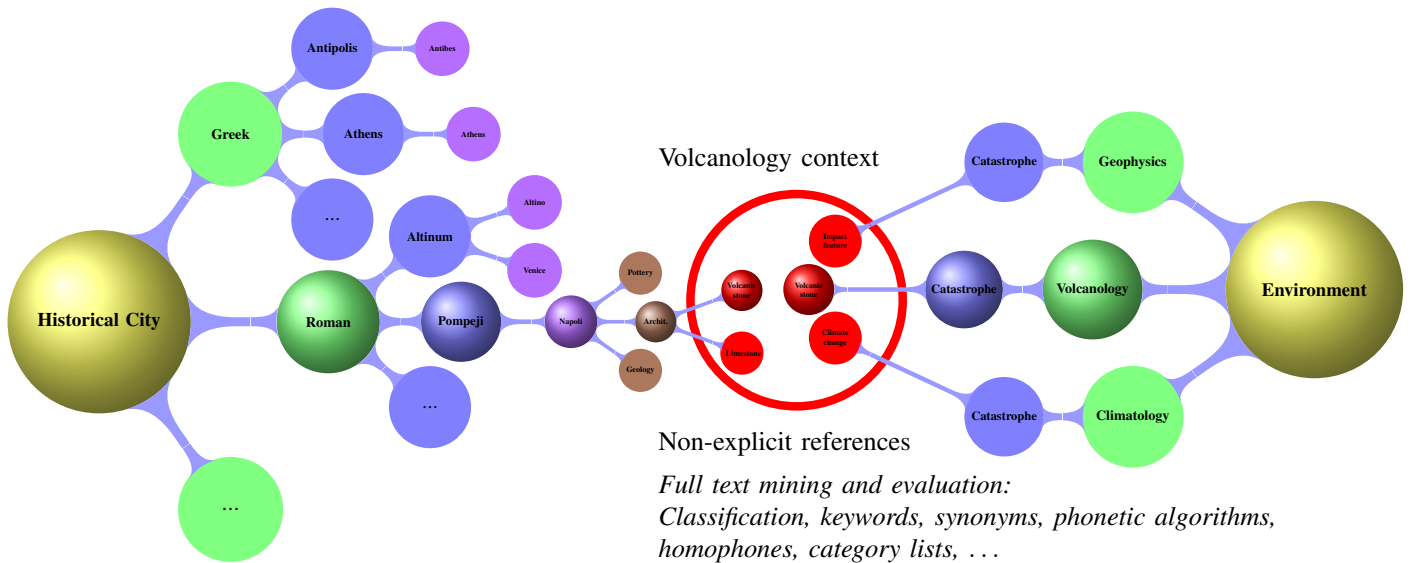 Antipolis
Antibes
Greek
Athens
Athens
...
Altinum
Altino
Venice
Historical City
Roman
Pompeji
Napoli
Pottery
Archit.
Geology
...
...
Volcanology context
Volcanic
stone
Limestone
Impact
feature
Volcanic
stone
Climate
change
Catastrophe
Geophysics
Catastrophe
Volcanology
Environment
Catastrophe
Climatology
Non-explicit references
Full text mining and evaluation:
Classification, keywords, synonyms, phonetic algorithms,
homophones, category lists, ...